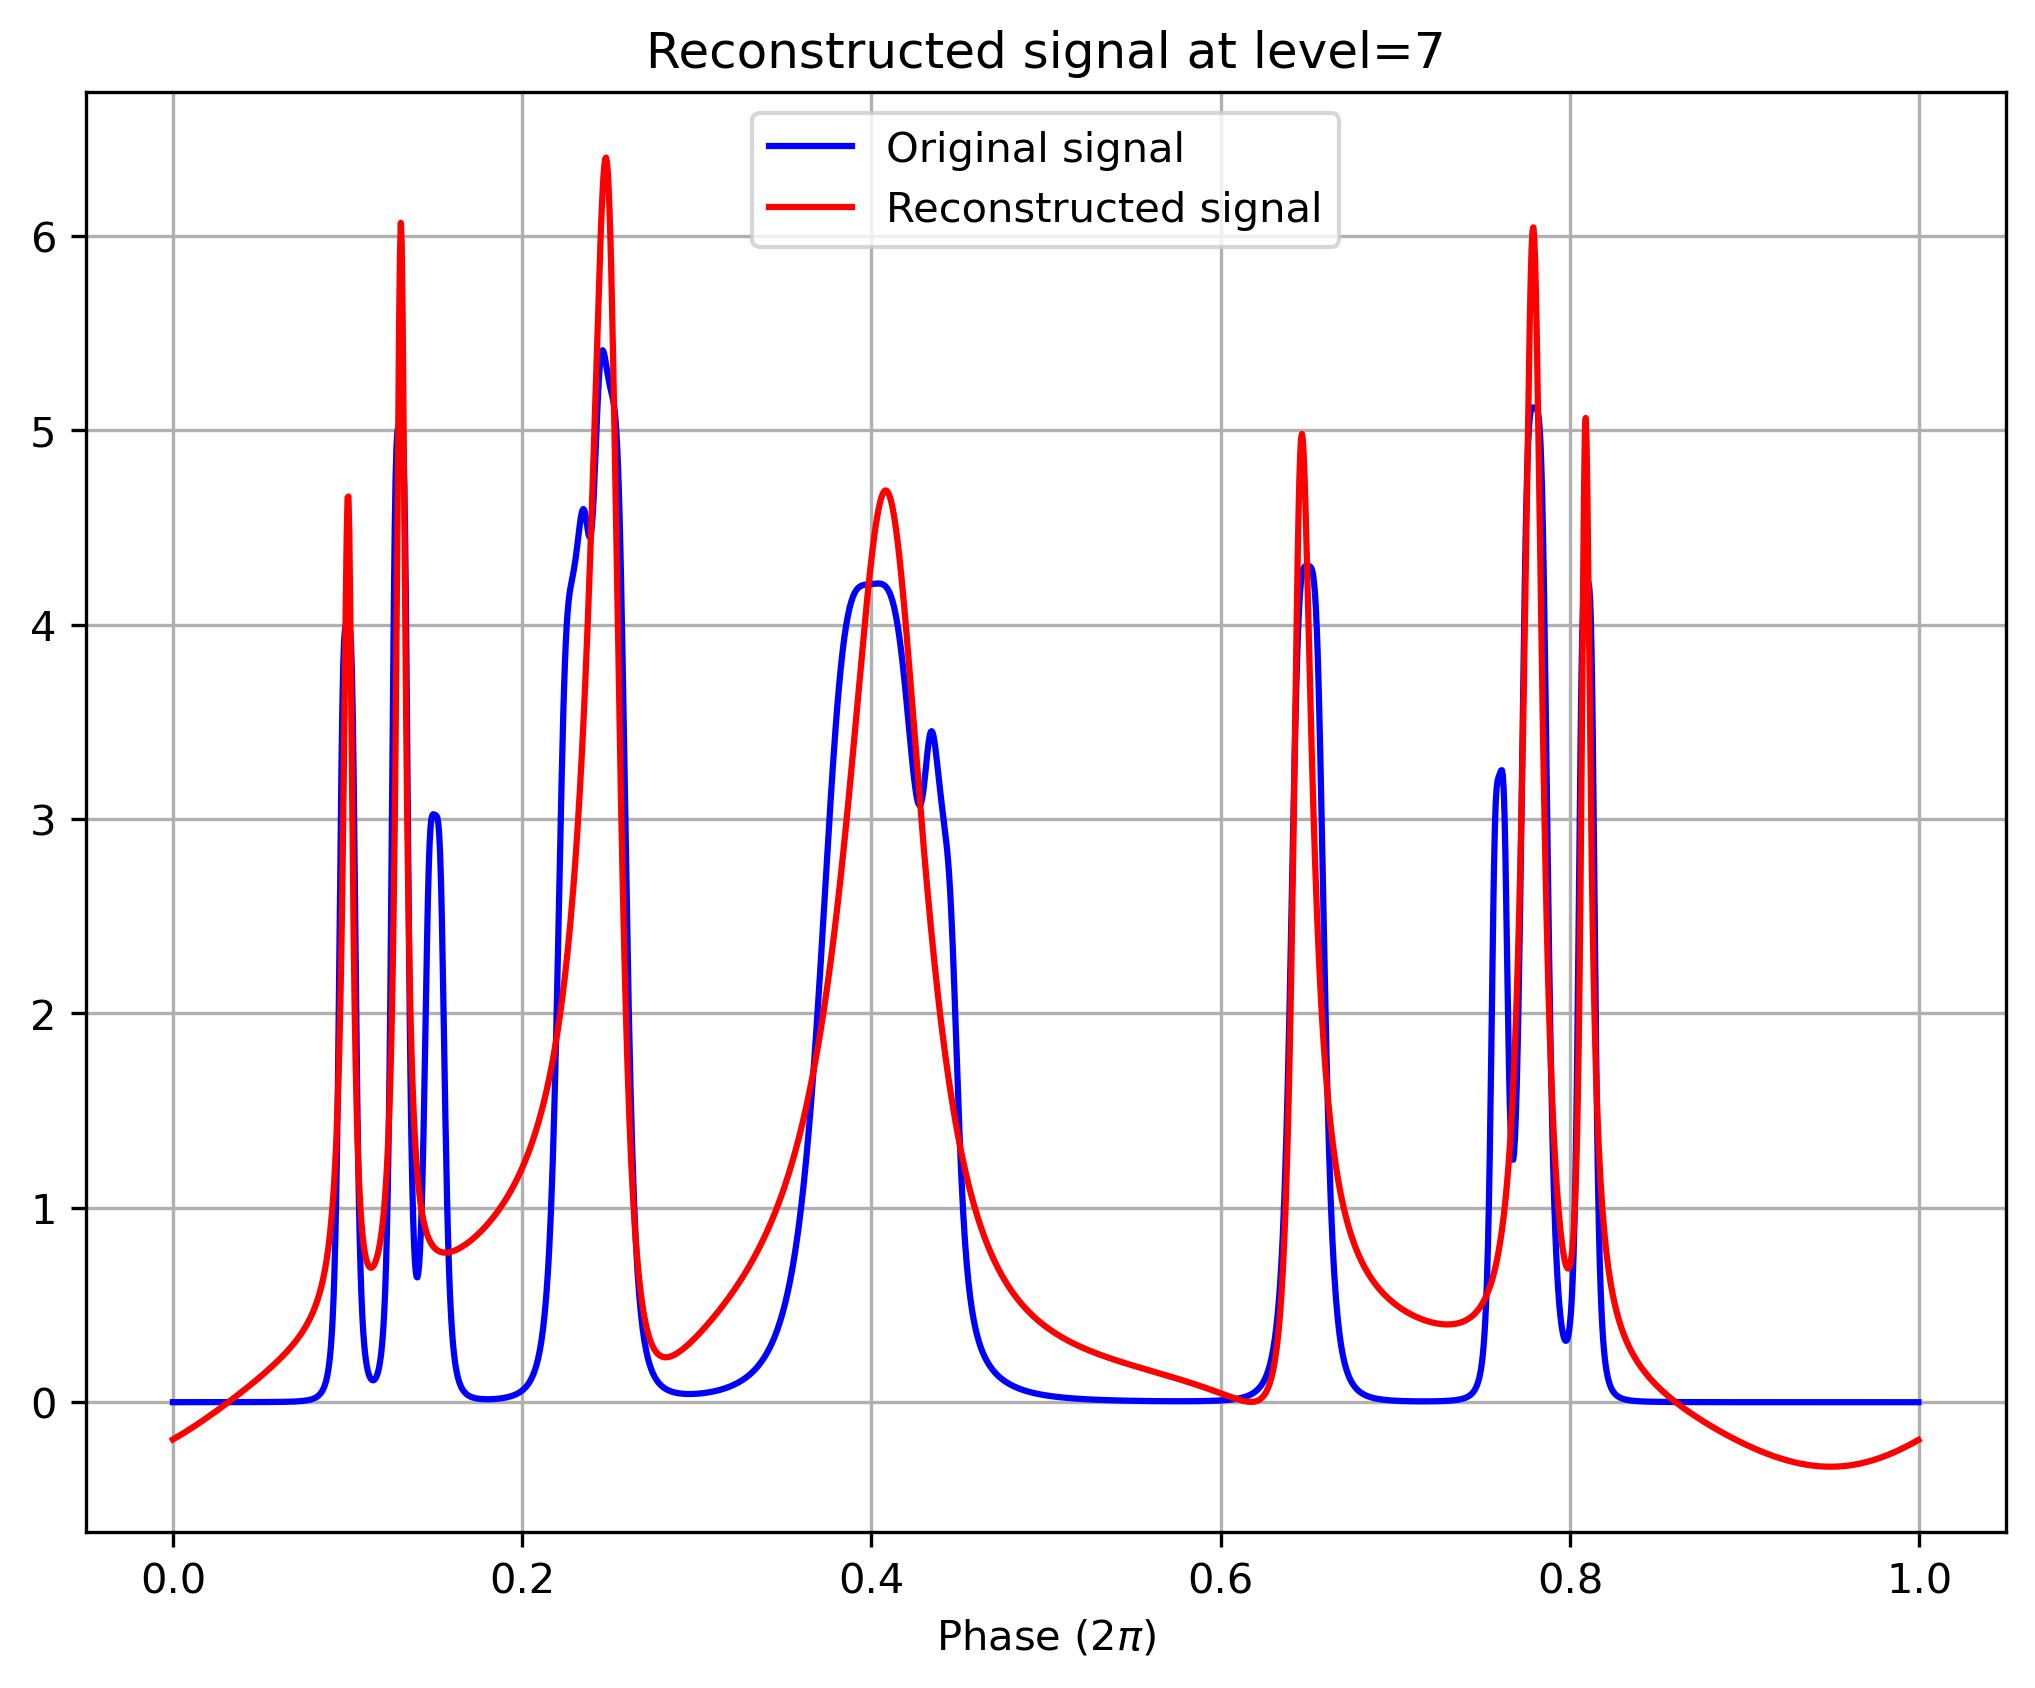 Reconstructed signal at level=7
Original signal
Reconstructed signal
6
5
4
3
2
1
0
0.0 0.2 0.4 0.6 0.8 1.0
Phase (2π)